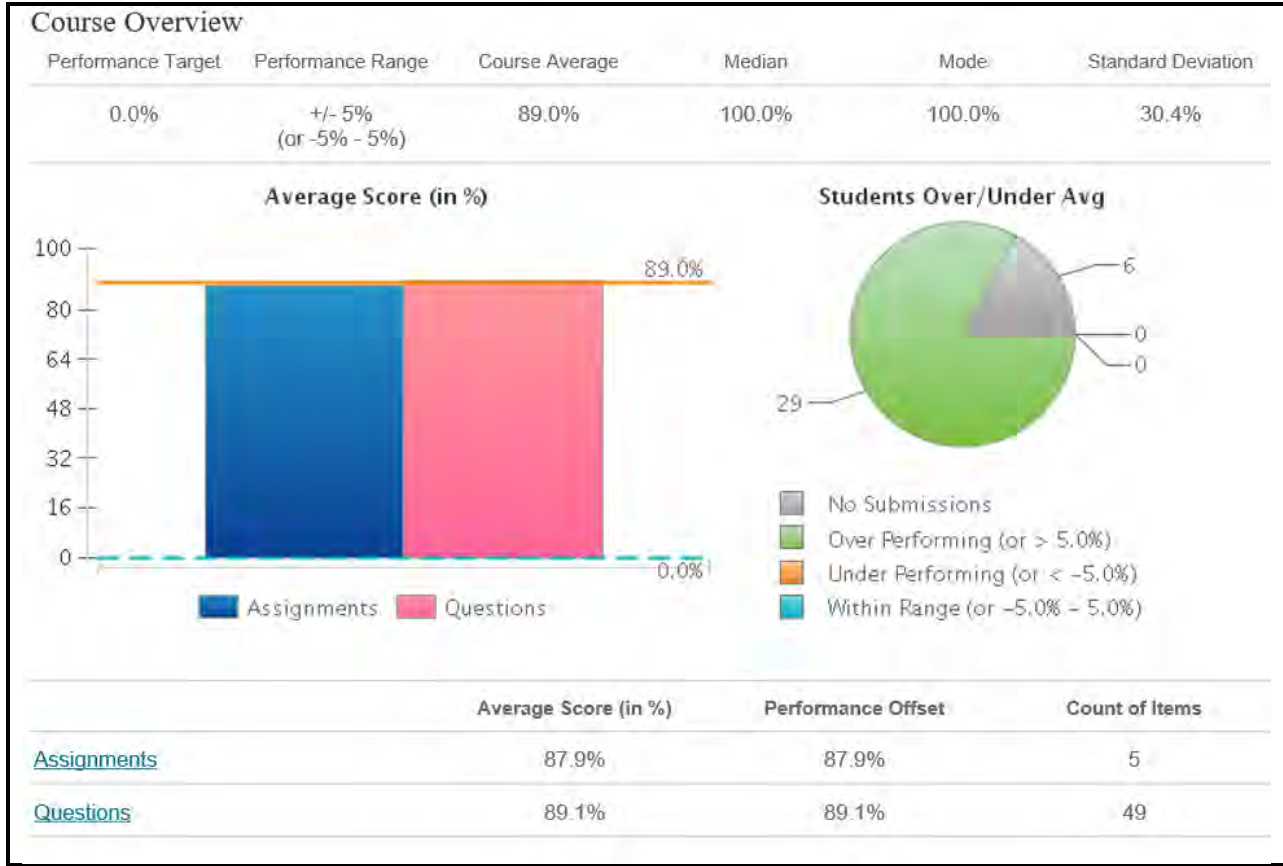 Course Overview
Performance Target Performance Range Course Average Median Mode Standard Deviation
0.0% +/- 5% 89.0% 100.0% 100.0% 30.4%
(or -5% - 5%)
Average Score (in %)
100
80
64
48
32
16
0
89.0%
0.0%
Assignments Questions
Students Over/Under Avg
6
0
0
29
No Submissions
Over Performing (or > 5.0%)
Under Performing (or < -5.0%)
Within Range (or -5.0% - 5.0%)
Average Score (in %) Performance Offset Count of Items
Assignments 87.9% 87.9% 5
Questions 89.1% 89.1% 49